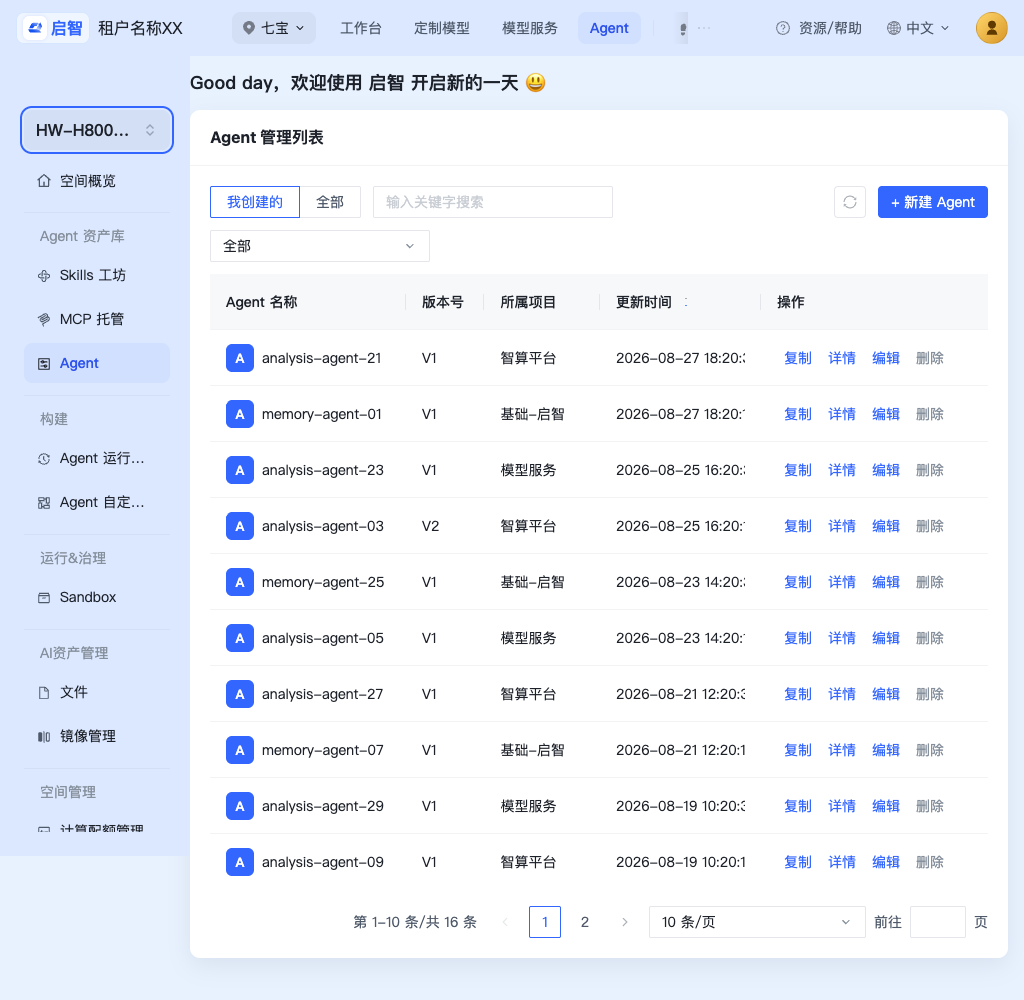 启智 租户名称XX 七宝 工作台 定制模型 模型服务 Agent ... 资源/帮助 中文
Good day，欢迎使用 启智 开启新的一天 😃
HW-H800...
空间概览
Agent 资产库
Skills 工坊
MCP 托管
Agent
构建
Agent 运行...
Agent 自定...
运行&治理
Sandbox
AI资产管理
文件
镜像管理
空间管理
计算配额管理
Agent 管理列表
我创建的 全部 输入关键字搜索 + 新建 Agent
全部
Agent 名称 版本号 所属项目 更新时间 操作
A analysis-agent-21 V1 智算平台 2026-08-27 18:20: 复制 详情 编辑 删除
A memory-agent-01 V1 基础-启智 2026-08-27 18:20: 复制 详情 编辑 删除
A analysis-agent-23 V1 模型服务 2026-08-25 16:20: 复制 详情 编辑 删除
A analysis-agent-03 V2 智算平台 2026-08-25 16:20: 复制 详情 编辑 删除
A memory-agent-25 V1 基础-启智 2026-08-23 14:20: 复制 详情 编辑 删除
A analysis-agent-05 V1 模型服务 2026-08-23 14:20: 复制 详情 编辑 删除
A analysis-agent-27 V1 智算平台 2026-08-21 12:20:3 复制 详情 编辑 删除
A memory-agent-07 V1 基础-启智 2026-08-21 12:20:1 复制 详情 编辑 删除
A analysis-agent-29 V1 模型服务 2026-08-19 10:20:3 复制 详情 编辑 删除
A analysis-agent-09 V1 智算平台 2026-08-19 10:20:1 复制 详情 编辑 删除
第 1-10 条/共 16 条 1 2 10 条/页 前往 页